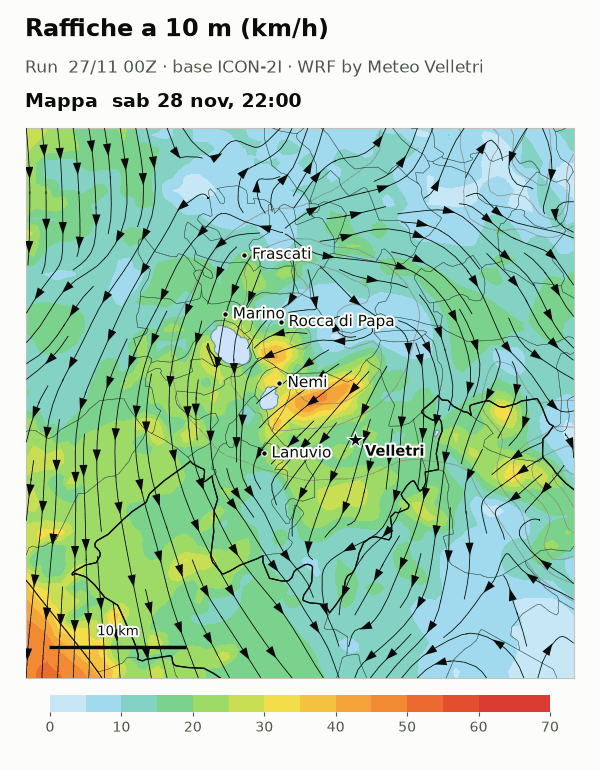 Raffiche a 10 m (km/h)
Run  27/11 00Z · base ICON-2I · WRF by Meteo Velletri
Mappa  sab 28 nov, 22:00
Frascati
Marino
Rocca di Papa
Nemi
Velletri
Lanuvio
10 km
0 10 20 30 40 50 60 70